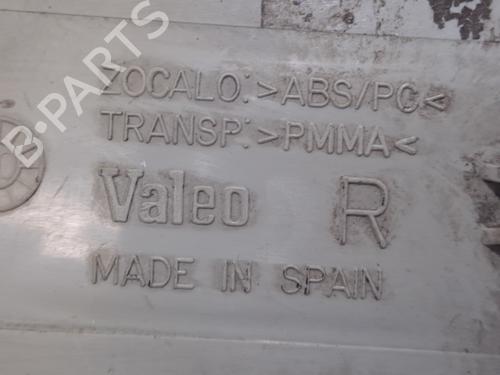 B-PARTS
ZOCALO:>ABS/PC<
TRANSP:>PMMA<
Valeo R
MADE IN SPAIN